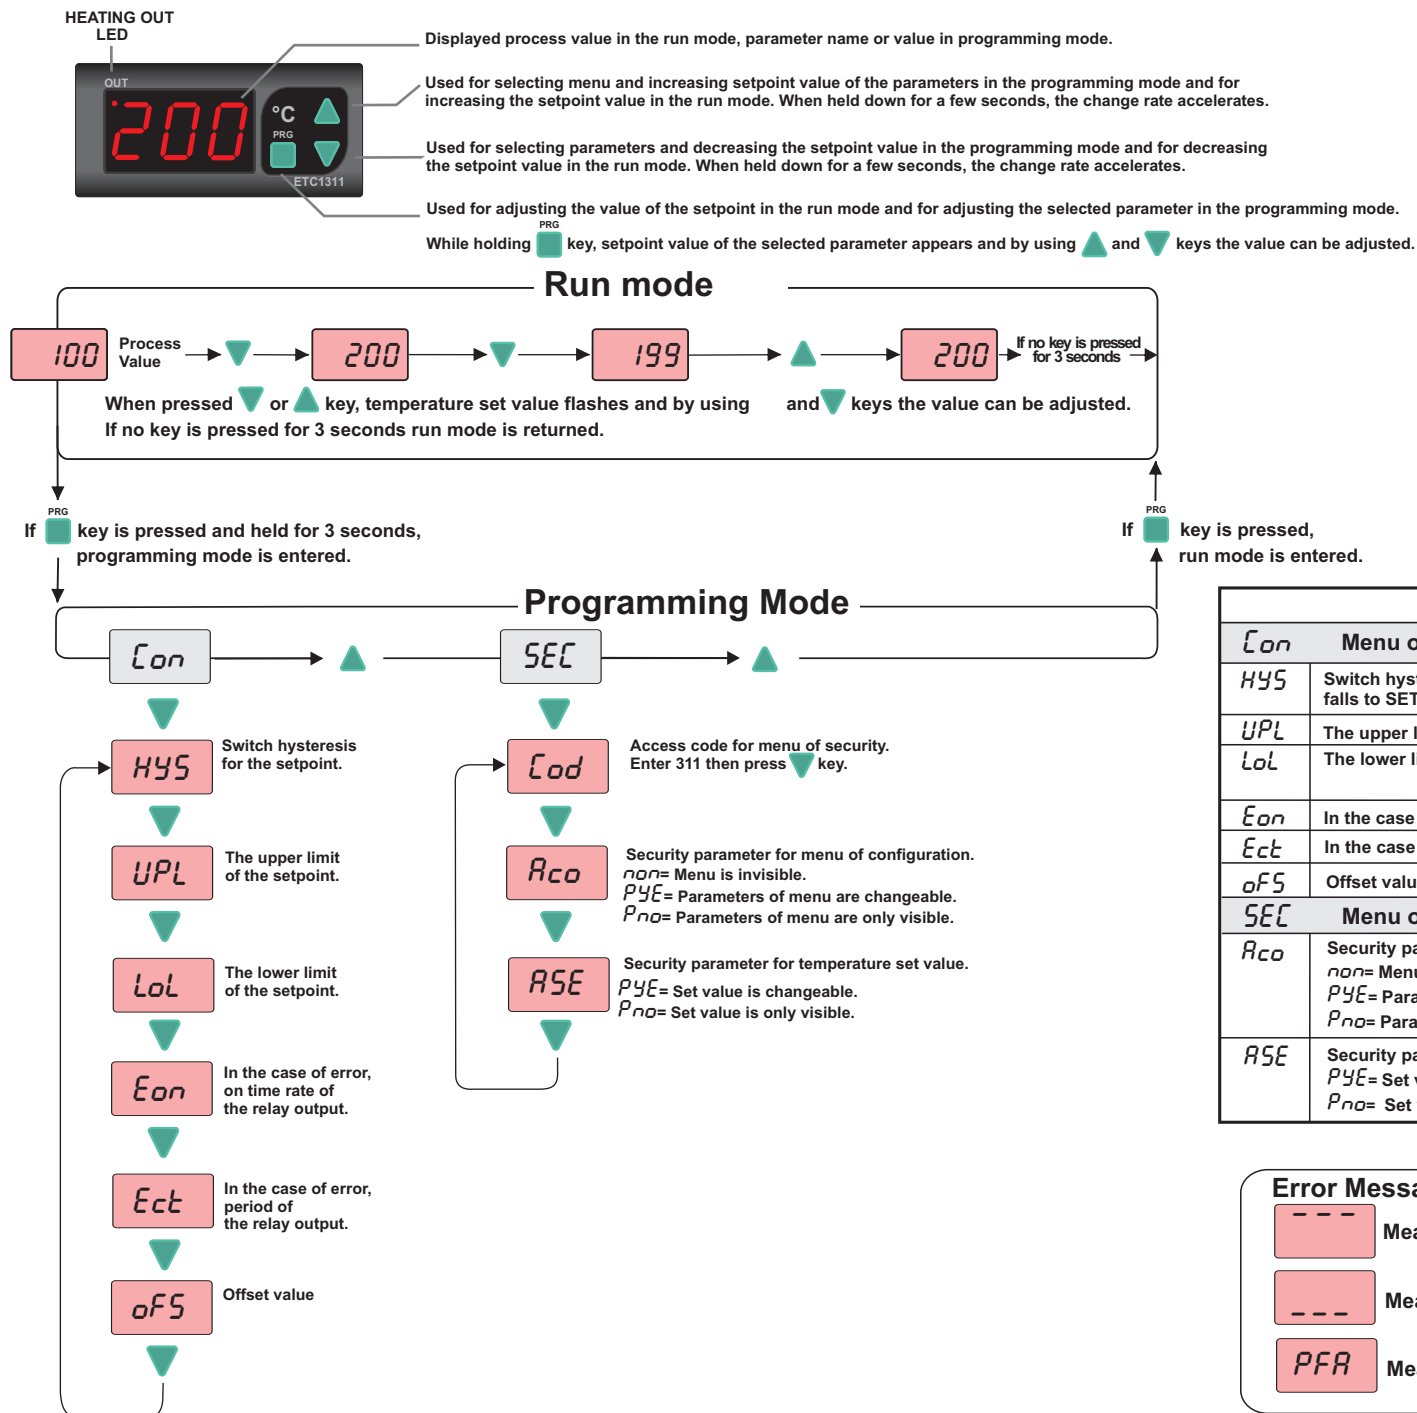 HEATING OUT
LED
OUT
200
°C
PRG
ETC1311
Displayed process value in the run mode, parameter name or value in programming mode.
Used for selecting menu and increasing setpoint value of the parameters in the programming mode and for
increasing the setpoint value in the run mode. When held down for a few seconds, the change rate accelerates.
Used for selecting parameters and decreasing the setpoint value in the programming mode and for decreasing
the setpoint value in the run mode. When held down for a few seconds, the change rate accelerates.
Used for adjusting the value of the setpoint in the run mode and for adjusting the selected parameter in the programming mode.
PRG
While holding key, setpoint value of the selected parameter appears and by using and keys the value can be adjusted.
Run mode
100
Process
Value
200
199
200
If no key is pressed
for 3 seconds
When pressed or key, temperature set value flashes and by using and keys the value can be adjusted.
If no key is pressed for 3 seconds run mode is returned.
PRG
If key is pressed and held for 3 seconds,
programming mode is entered.
PRG
If key is pressed,
run mode is entered.
Programming Mode
Con
SEC
HYS
Switch hysteresis
for the setpoint.
UPL
The upper limit
of the setpoint.
LoL
The lower limit
of the setpoint.
Eon
In the case of error,
on time rate of
the relay output.
Ect
In the case of error,
period of
the relay output.
oFS
Offset value
Cod
Access code for menu of security.
Enter 311 then press key.
Aco
Security parameter for menu of configuration.
non= Menu is invisible.
PYE= Parameters of menu are changeable.
Pno= Parameters of menu are only visible.
ASE
Security parameter for temperature set value.
PYE= Set value is changeable.
Pno= Set value is only visible.
Con Menu o
HYS Switch hyst
falls to SET
UPL The upper l
LoL The lower li
Eon In the case
Ect In the case
oFS Offset valu
SEC Menu o
Aco Security pa
non= Menu
PYE= Para
Pno= Para
ASE Security pa
PYE= Set v
Pno= Set
Error Messa
--- Mea
--- Mea
PFA Mea